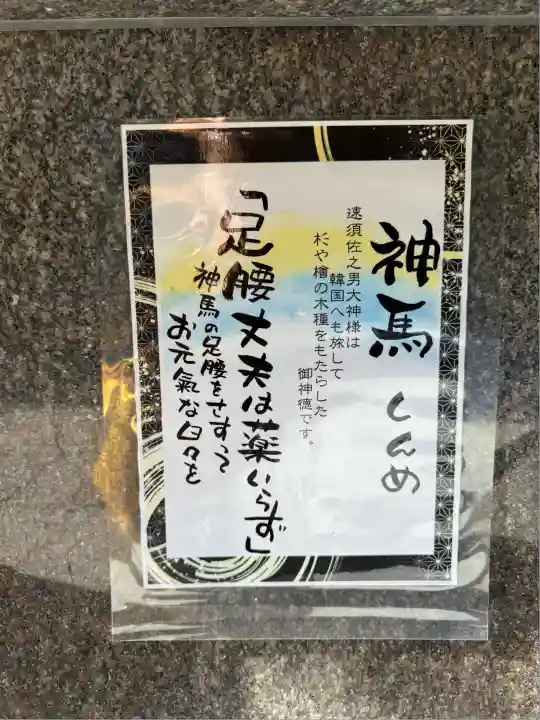 神馬 しんめ
速須佐之男大神様は
韓国へも旅して
杉や檜の木種をもたらした
御神徳です。
「足腰丈夫は薬いらず」
神馬の足腰をさすって
お元氣な日々を